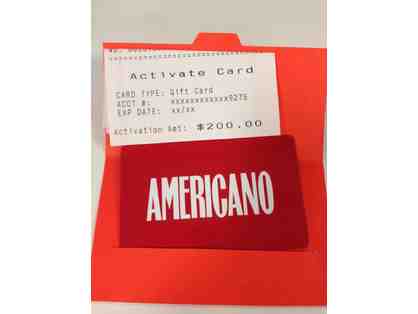 Activate Card
CARD TYPE: Gift Card
ACCT #: xxxxxxxxxxxx9275
EXP DATE: xx/xx
Activation Amt: $200.00
AMERICANO